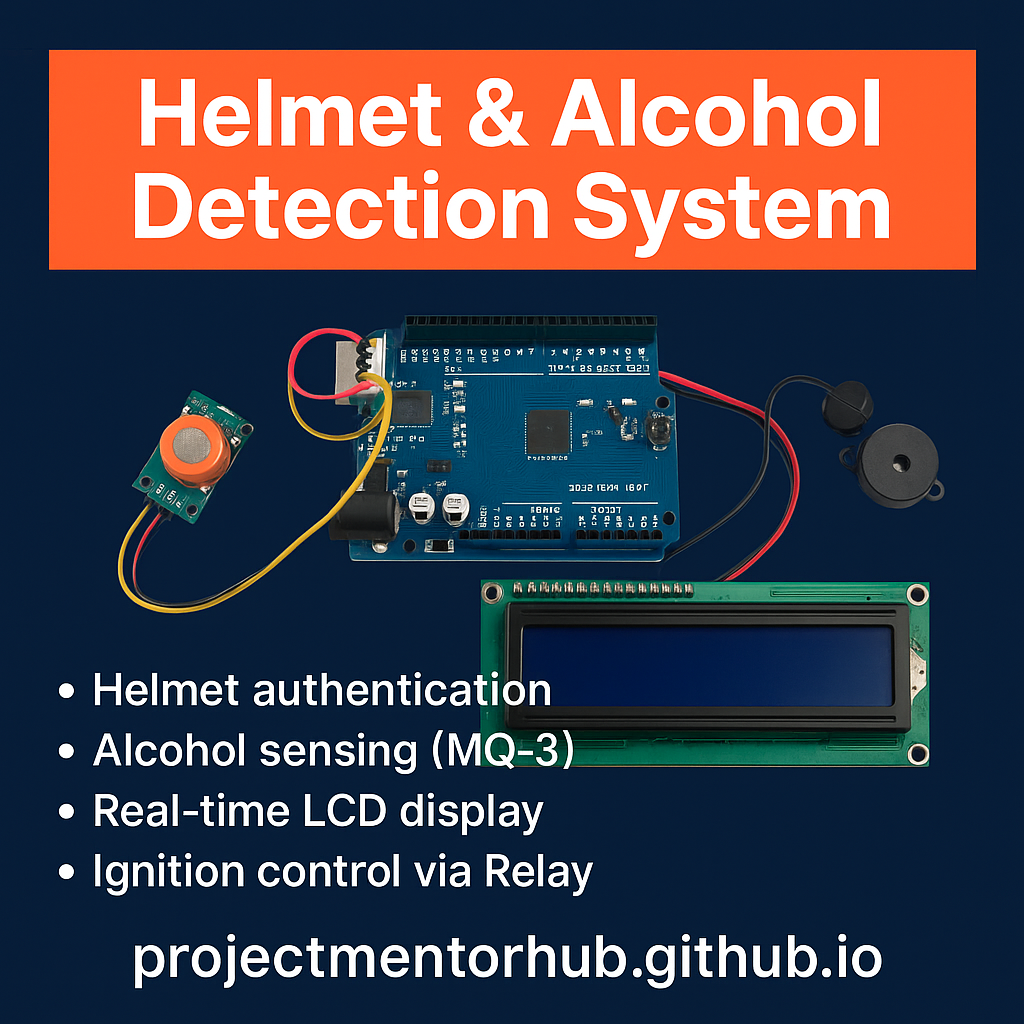 Helmet & Alcohol
Detection System
• Helmet authentication
• Alcohol sensing (MQ-3)
• Real-time LCD display
• Ignition control via Relay
projectmentorhub.github.io